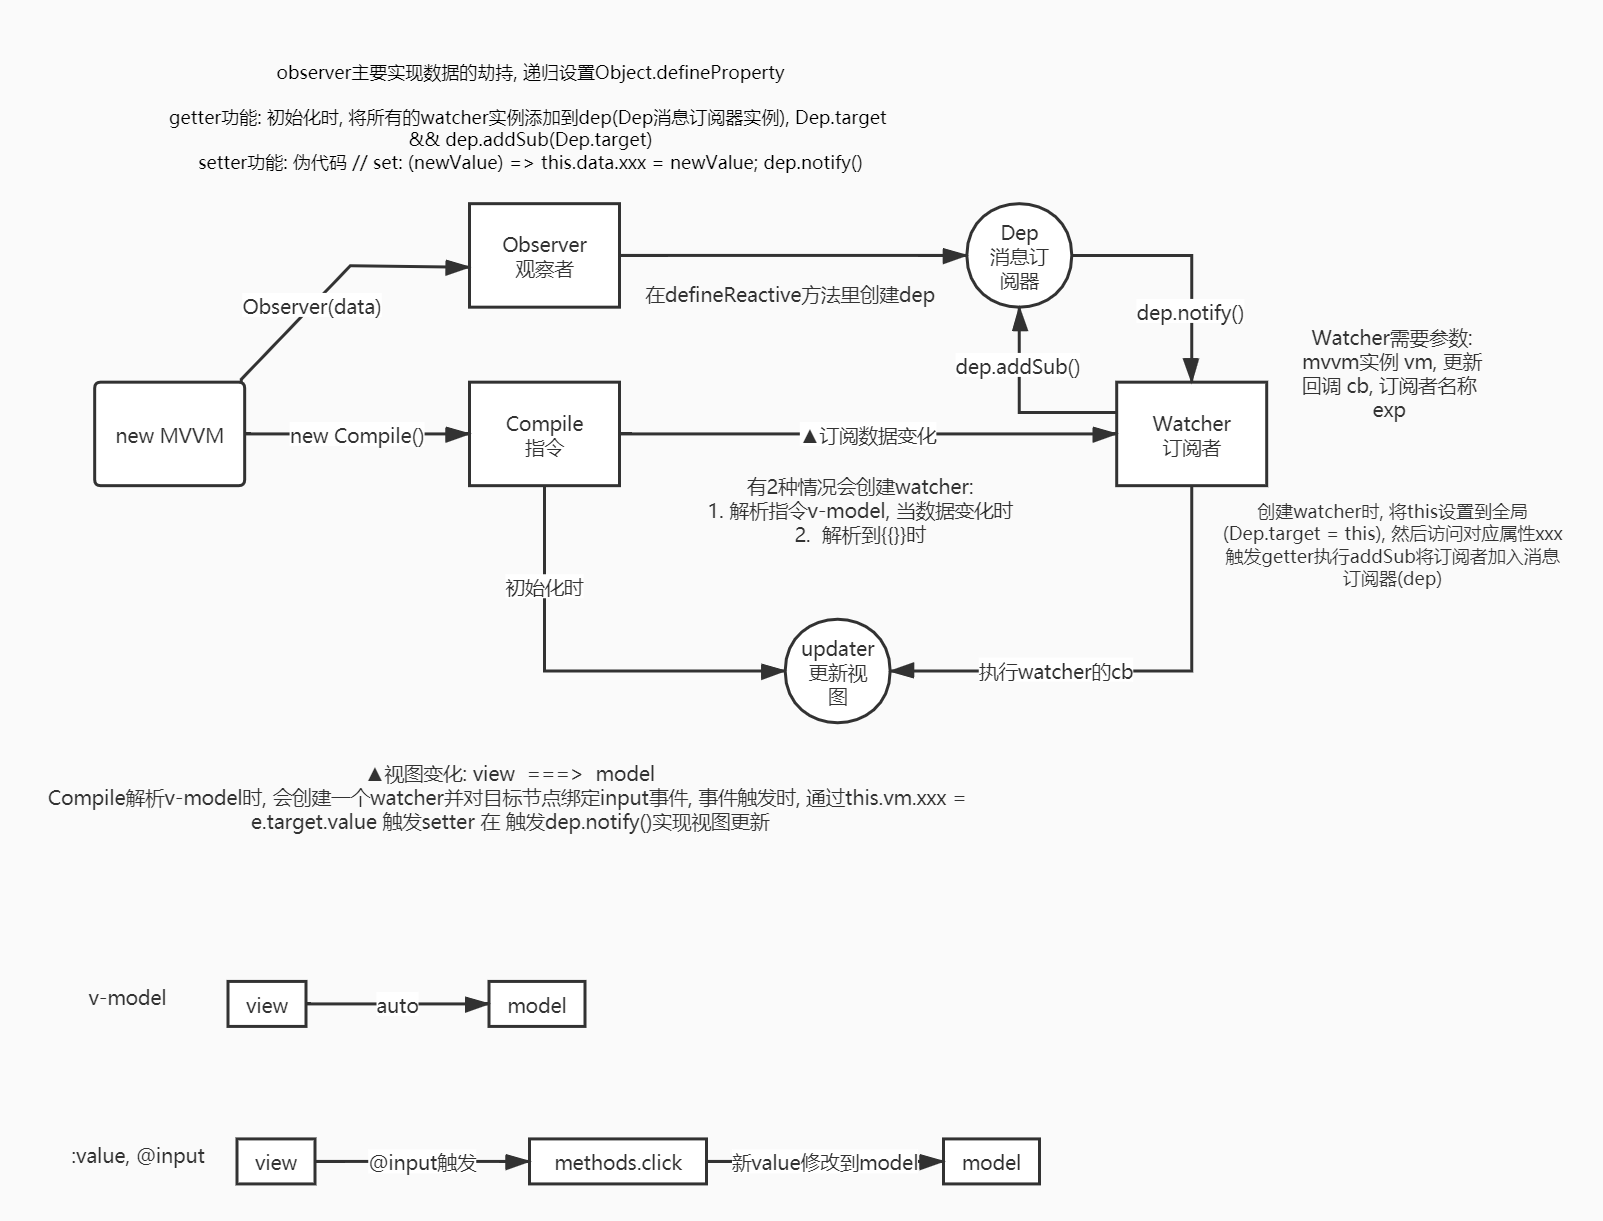 observer主要实现数据的劫持, 递归设置Object.defineProperty
getter功能: 初始化时, 将所有的watcher实例添加到dep(Dep消息订阅器实例), Dep.target
&& dep.addSub(Dep.target)
setter功能: 伪代码 // set: (newValue) => this.data.xxx = newValue; dep.notify()
Observer
观察者
Dep
消息订
阅器
Observer(data)
在defineReactive方法里创建dep
dep.notify()
dep.addSub()
Watcher需要参数:
mvvm实例 vm, 更新
回调 cb, 订阅者名称
exp
new MVVM
new Compile()
Compile
指令
▲订阅数据变化
Watcher
订阅者
有2种情况会创建watcher:
1. 解析指令v-model, 当数据变化时
2. 解析到{{}}时
创建watcher时, 将this设置到全局
(Dep.target = this), 然后访问对应属性xxx
触发getter执行addSub将订阅者加入消息
订阅器(dep)
初始化时
updater
更新视
图
执行watcher的cb
▲视图变化: view ===> model
Compile解析v-model时, 会创建一个watcher并对目标节点绑定input事件, 事件触发时, 通过this.vm.xxx =
e.target.value 触发setter 在 触发dep.notify()实现视图更新
v-model
view
auto
model
:value, @input
view
@input触发
methods.click
新value修改到model
model